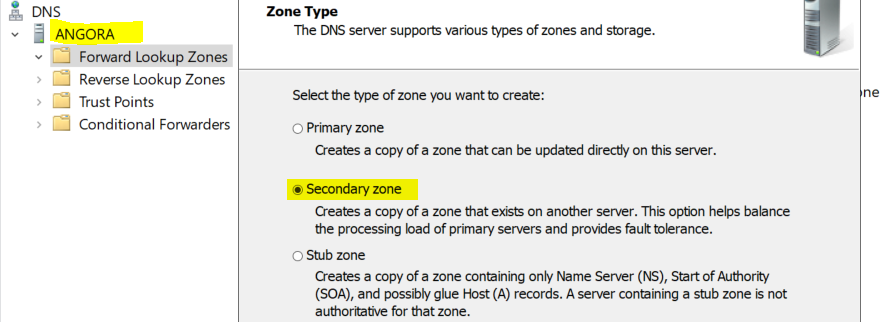 DNS
ANGORA
Forward Lookup Zones
Reverse Lookup Zones
Trust Points
Conditional Forwarders
Zone Type
The DNS server supports various types of zones and storage.
Select the type of zone you want to create:
Primary zone
Creates a copy of a zone that can be updated directly on this server.
Secondary zone
Creates a copy of a zone that exists on another server. This option helps balance
the processing load of primary servers and provides fault tolerance.
Stub zone
Creates a copy of a zone containing only Name Server (NS), Start of Authority
(SOA), and possibly glue Host (A) records. A server containing a stub zone is not
authoritative for that zone.